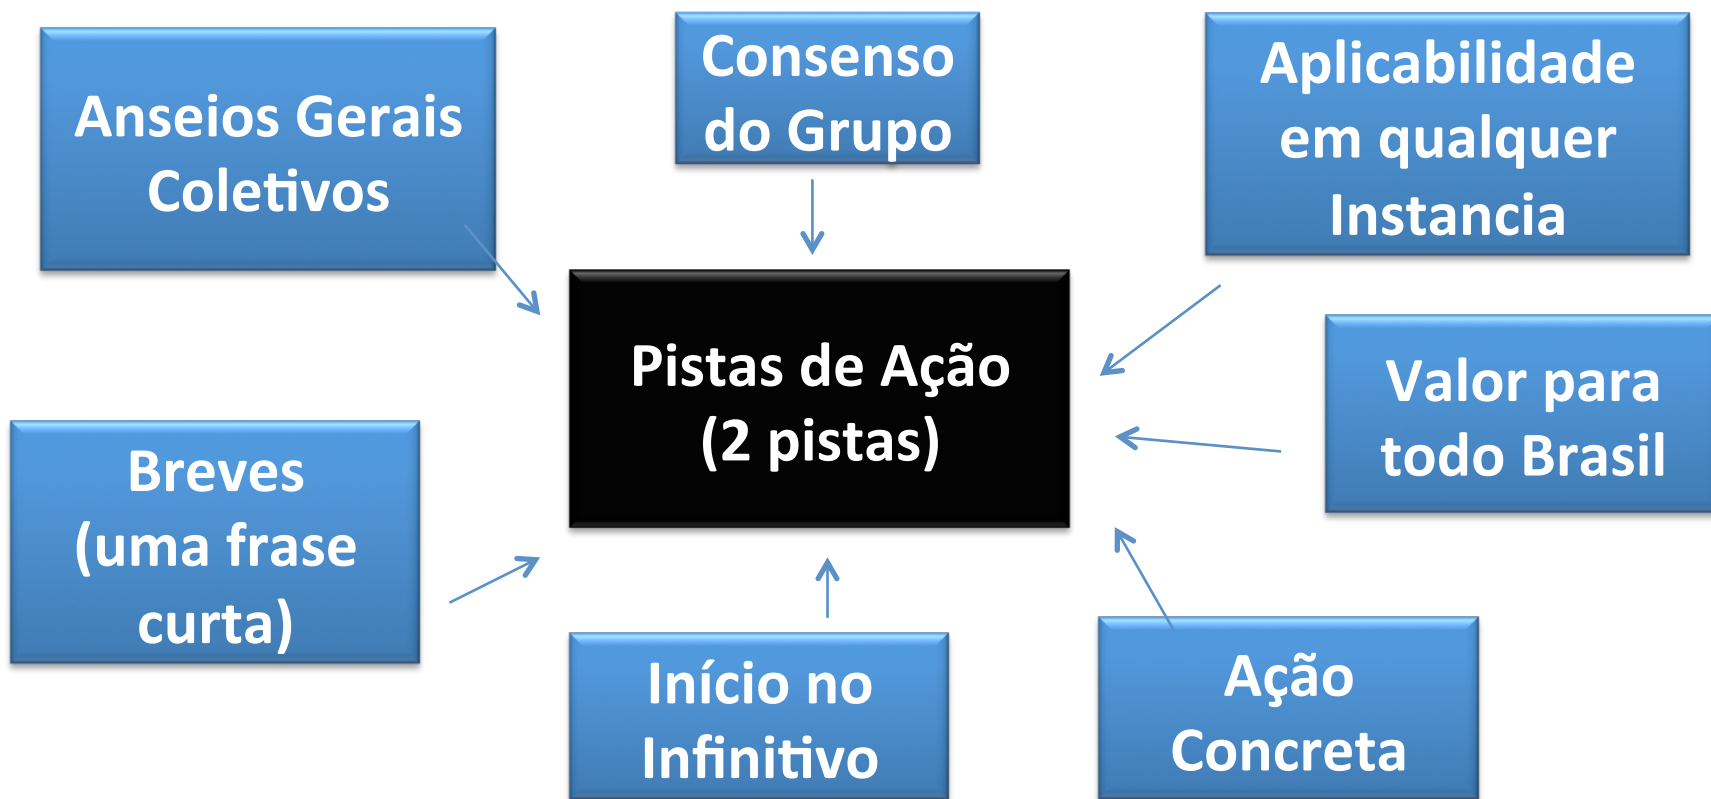 Anseios Gerais
Coletivos
Consenso
do Grupo
Aplicabilidade
em qualquer
Instancia
Pistas de Ação
(2 pistas)
Valor para
todo Brasil
Breves
(uma frase
curta)
Início no
Infinitivo
Ação
Concreta